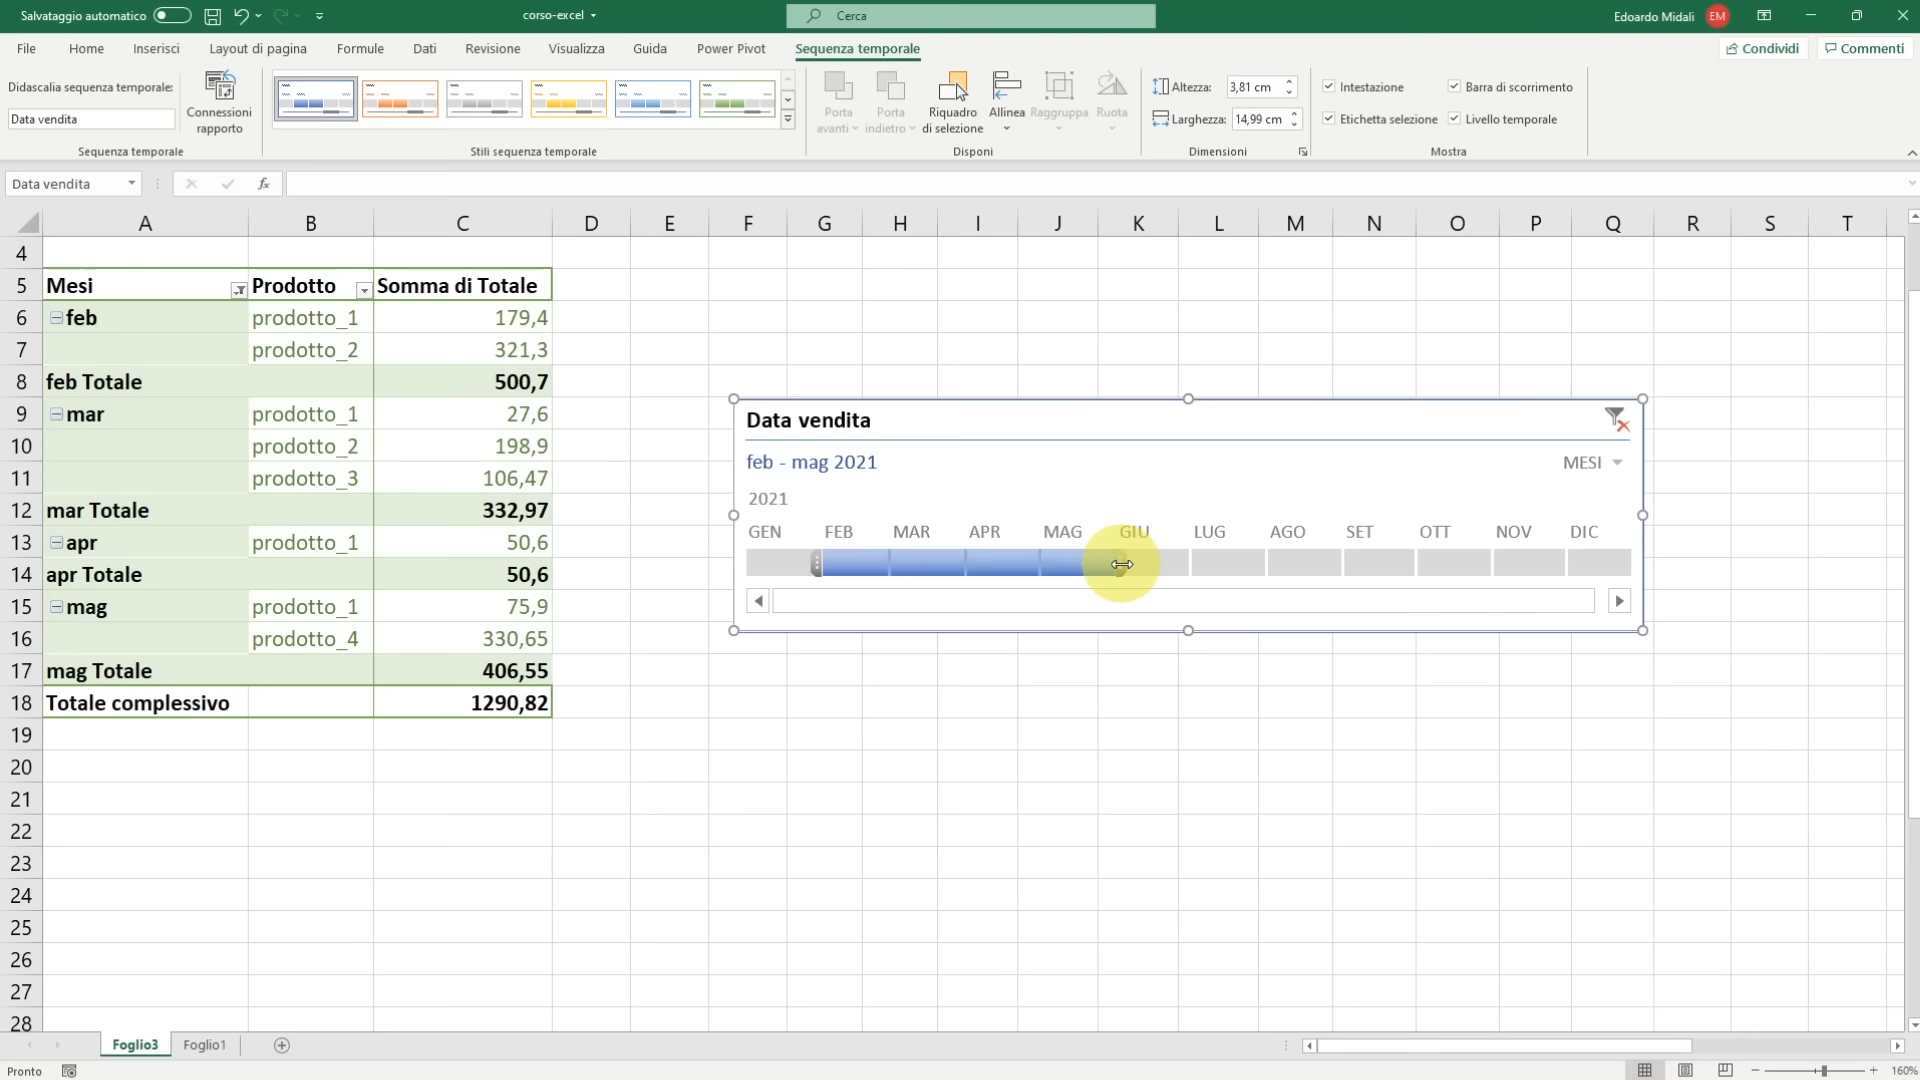 Salvataggio automatico
corso-excel
Cerca
Edoardo Midali
EM
File Home Inserisci Layout di pagina Formule Dati Revisione Visualizza Guida Power Pivot Sequenza temporale
Condividi Commenti
Didascalia sequenza temporale:
Data vendita
Connessioni rapporto
Sequenza temporale
Stili sequenza temporale
Porta avanti
Porta indietro
Riquadro di selezione
Allinea
Raggruppa
Ruota
Disponi
Altezza: 3,81 cm
Larghezza: 14,99 cm
Dimensioni
Intestazione Barra di scorrimento
Etichetta selezione Livello temporale
Mostra
Data vendita fx
A B C D E F G H I J K L M N O P Q R S T
4
5 Mesi Prodotto Somma di Totale
6 feb prodotto_1 179,4
7 prodotto_2 321,3
8 feb Totale 500,7
9 mar prodotto_1 27,6
10 prodotto_2 198,9
11 prodotto_3 106,47
12 mar Totale 332,97
13 apr prodotto_1 50,6
14 apr Totale 50,6
15 mag prodotto_1 75,9
16 prodotto_4 330,65
17 mag Totale 406,55
18 Totale complessivo 1290,82
19
20
21
22
23
24
25
26
27
28
Data vendita
feb - mag 2021 MESI
2021
GEN FEB MAR APR MAG GIU LUG AGO SET OTT NOV DIC
Foglio3 Foglio1
Pronto
160%